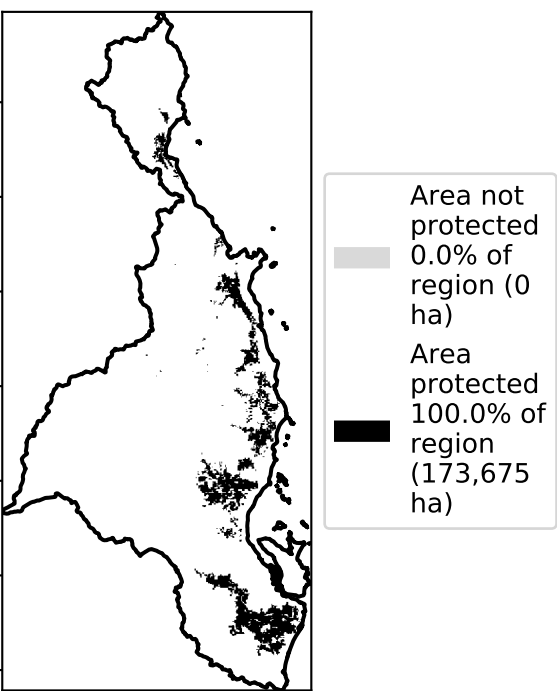 Area not
protected
0.0% of
region (0
ha)
Area
protected
100.0% of
region
(173,675
ha)